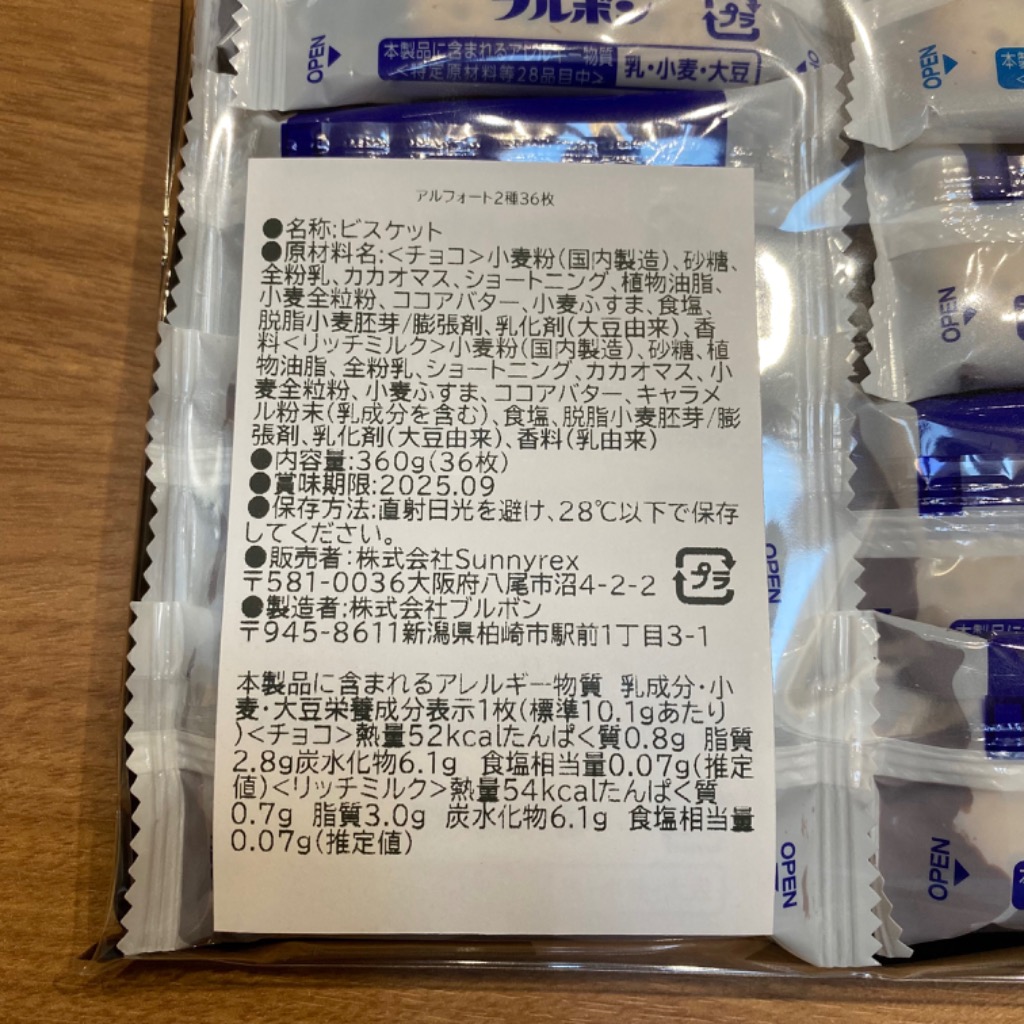 ブルボン
プラ
OPEN
本製品に含まれるアレルギー物質
<特定原材料等28品目中>
乳・小麦・大豆
OPEN
アルフォート2種36枚
●名称:ビスケット
●原材料名:<チョコ>小麦粉(国内製造)、砂糖、
全粉乳、カカオマス、ショートニング、植物油脂、
小麦全粒粉、ココアバター、小麦ふすま、食塩、
脱脂小麦胚芽/膨張剤、乳化剤(大豆由来)、香
料<リッチミルク>小麦粉(国内製造)、砂糖、植
物油脂、全粉乳、ショートニング、カカオマス、小
麦全粒粉、小麦ふすま、ココアバター、キャラメ
ル粉末(乳成分を含む)、食塩、脱脂小麦胚芽/膨
張剤、乳化剤(大豆由来)、香料(乳由来)
●内容量:360g(36枚)
●賞味期限:2025.09
●保存方法:直射日光を避け、28℃以下で保存
してください。
●販売者:株式会社Sunnyrex
〒581-0036大阪府八尾市沼4-2-2
プラ
●製造者:株式会社ブルボン
〒945-8611新潟県柏崎市駅前1丁目3-1
本製品に含まれるアレルギー物質 乳成分・小
麦・大豆栄養成分表示1枚(標準10.1gあたり
)<チョコ>熱量52kcalたんぱく質0.8g 脂質
2.8g炭水化物6.1g 食塩相当量0.07g(推定
値)<リッチミルク>熱量54kcalたんぱく質
0.7g 脂質3.0g 炭水化物6.1g 食塩相当量
0.07g(推定値)
OPEN
OPEN
OPEN
OPEN